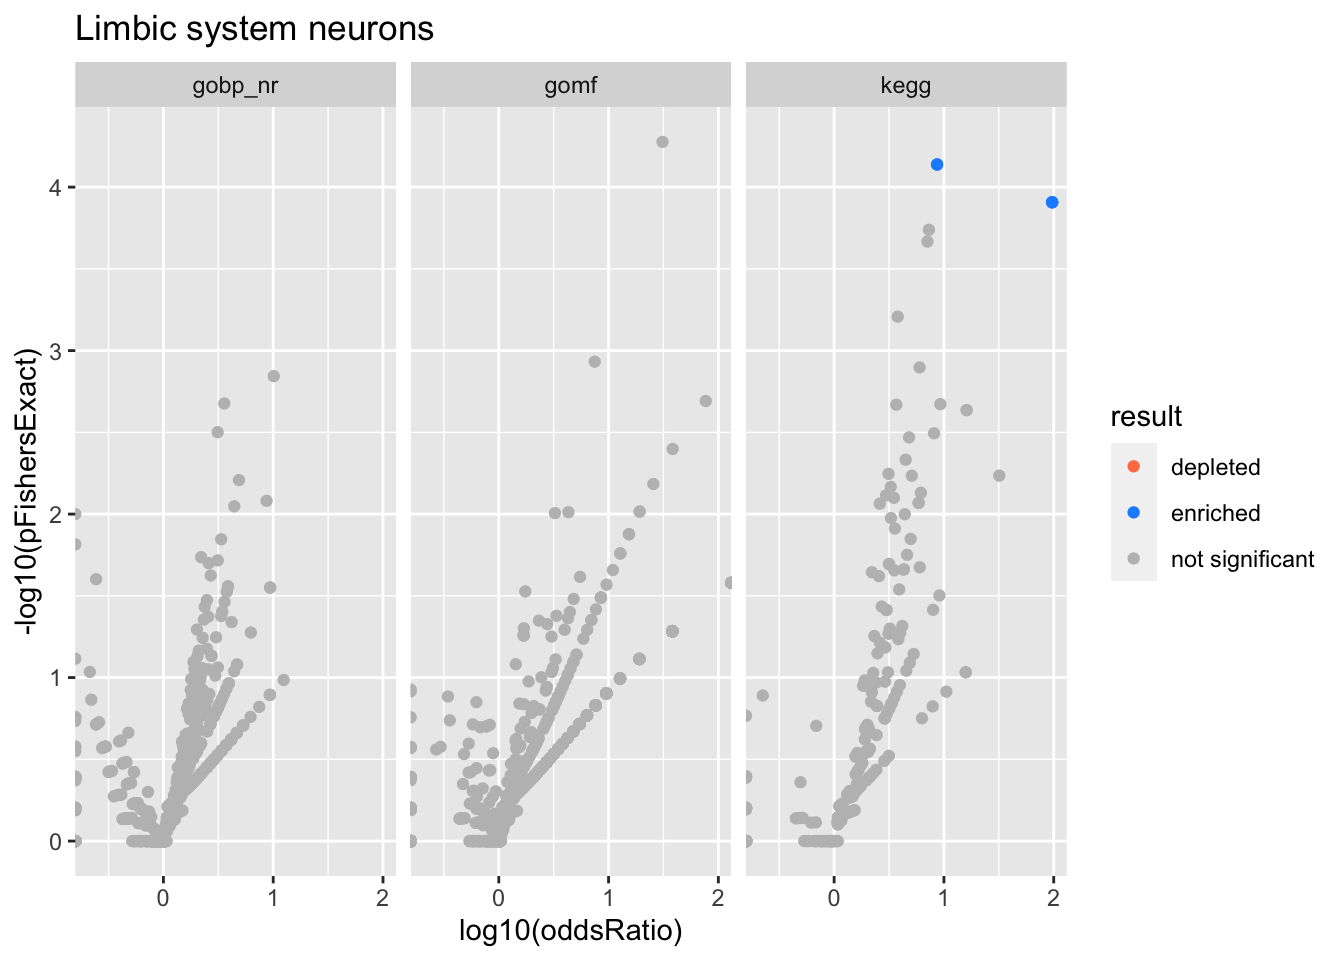 Limbic system neurons
gobp_nr gomf kegg
4
3
2
1
0
-log10(pFishersExact)
0 1 2 0 1 2 0 1 2
log10(oddsRatio)
result
depleted
enriched
not significant